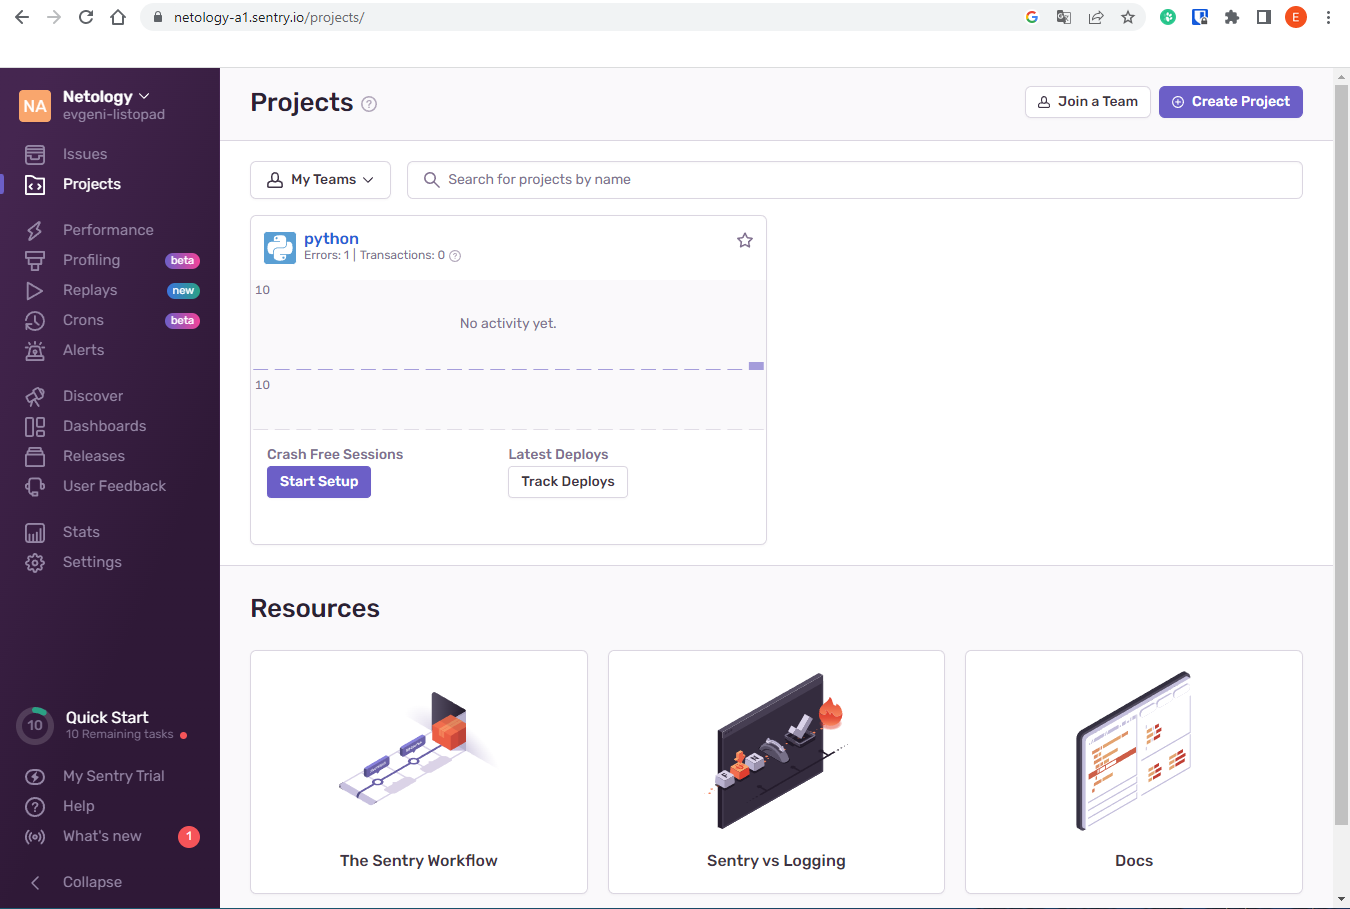 netology-a1.sentry.io/projects/
E
NA
Netology
evgeni-listopad
Issues
Projects
Performance
Profiling beta
Replays new
Crons beta
Alerts
Discover
Dashboards
Releases
User Feedback
Stats
Settings
10
Quick Start
10 Remaining tasks
My Sentry Trial
Help
What's new 1
Collapse
Projects ?
Join a Team
Create Project
My Teams
Search for projects by name
python
Errors: 1 | Transactions: 0 ?
10
No activity yet.
10
Crash Free Sessions
Start Setup
Latest Deploys
Track Deploys
Resources
The Sentry Workflow
Sentry vs Logging
Docs